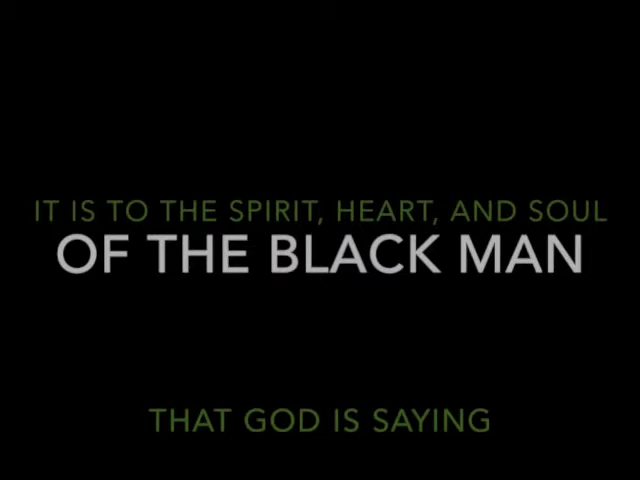 IT IS TO THE SPIRIT, HEART, AND SOUL
OF THE BLACK MAN
THAT GOD IS SAYING